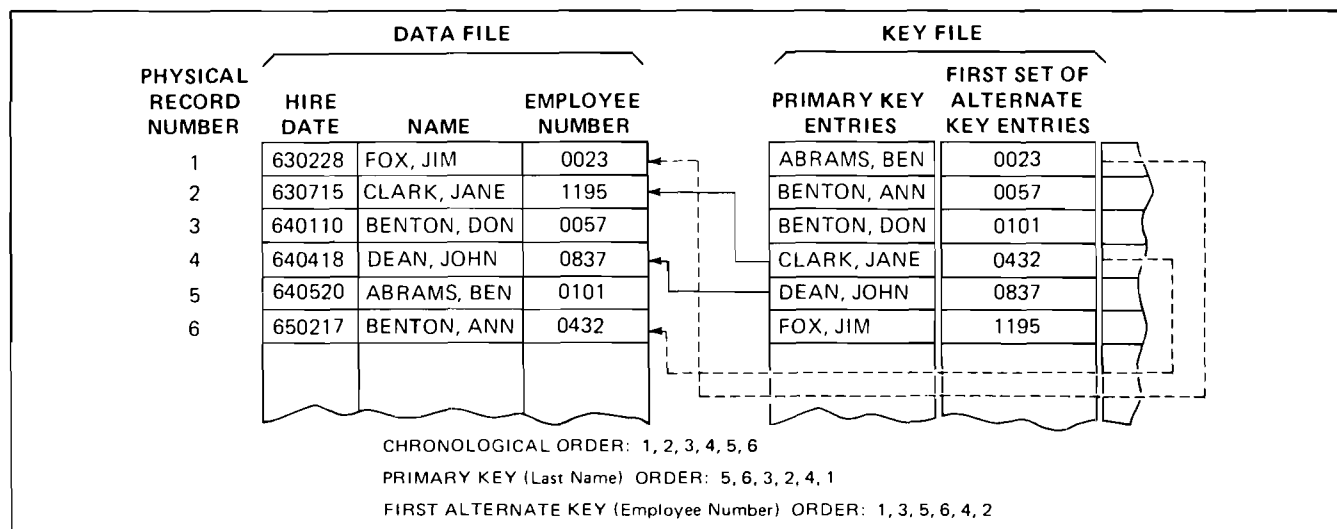 DATA FILE KEY FILE
PHYSICAL RECORD NUMBER HIRE DATE NAME EMPLOYEE NUMBER PRIMARY KEY ENTRIES FIRST SET OF ALTERNATE KEY ENTRIES
1 630228 FOX, JIM 0023 ABRAMS, BEN 0023
2 630715 CLARK, JANE 1195 BENTON, ANN 0057
3 640110 BENTON, DON 0057 BENTON, DON 0101
4 640418 DEAN, JOHN 0837 CLARK, JANE 0432
5 640520 ABRAMS, BEN 0101 DEAN, JOHN 0837
6 650217 BENTON, ANN 0432 FOX, JIM 1195
CHRONOLOGICAL ORDER: 1, 2, 3, 4, 5, 6
PRIMARY KEY (Last Name) ORDER: 5, 6, 3, 2, 4, 1
FIRST ALTERNATE KEY (Employee Number) ORDER: 1, 3, 5, 6, 4, 2